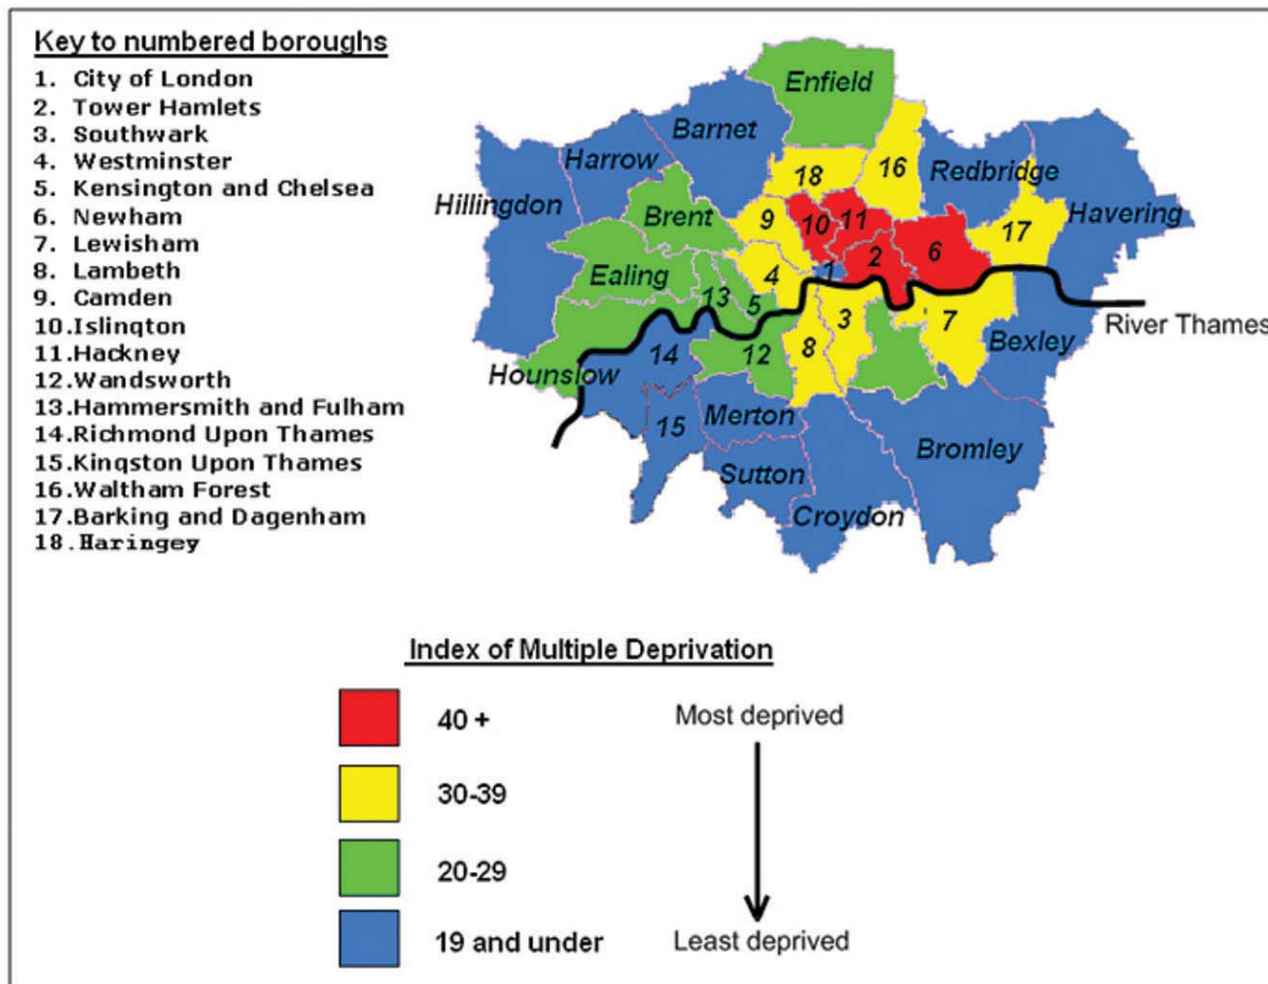 Key to numbered boroughs
1. City of London
2. Tower Hamlets
3. Southwark
4. Westminster
5. Kensington and Chelsea
6. Newham
7. Lewisham
8. Lambeth
9. Camden
10.Islinqton
11.Hackney
12.Wandsworth
13.Hammersmith and Fulham
14.Richmond Upon Thames
15.Kinqston Upon Thames
16.Waltham Forest
17.Barking and Dagenham
18.Haringey
Enfield
Barnet
Harrow
18
16
Redbridge
Hillingdon
Brent
9
10
11
17
Havering
Ealing
4
1
2
6
13
5
River Thames
Hounslow
14
12
8
3
7
Bexley
15
Merton
Bromley
Sutton
Croydon
Index of Multiple Deprivation
40 +
Most deprived
30-39
20-29
19 and under
Least deprived